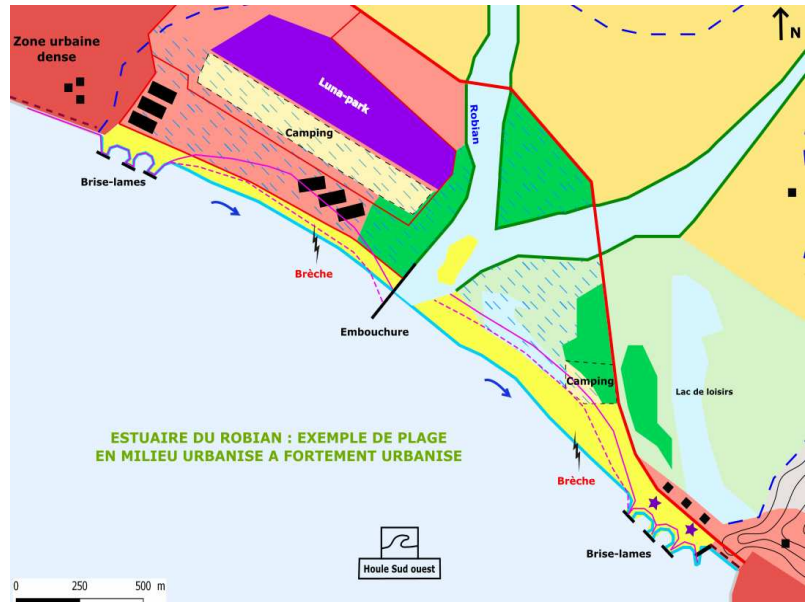 Zone urbaine
dense
N
Luna-park
Robian
Camping
Brise-lames
Brèche
Embouchure
Camping
Lac de loisirs
ESTUAIRE DU ROBIAN : EXEMPLE DE PLAGE
EN MILIEU URBANISE A FORTEMENT URBANISE
Brèche
Brise-lames
Houle Sud ouest
0 250 500 m